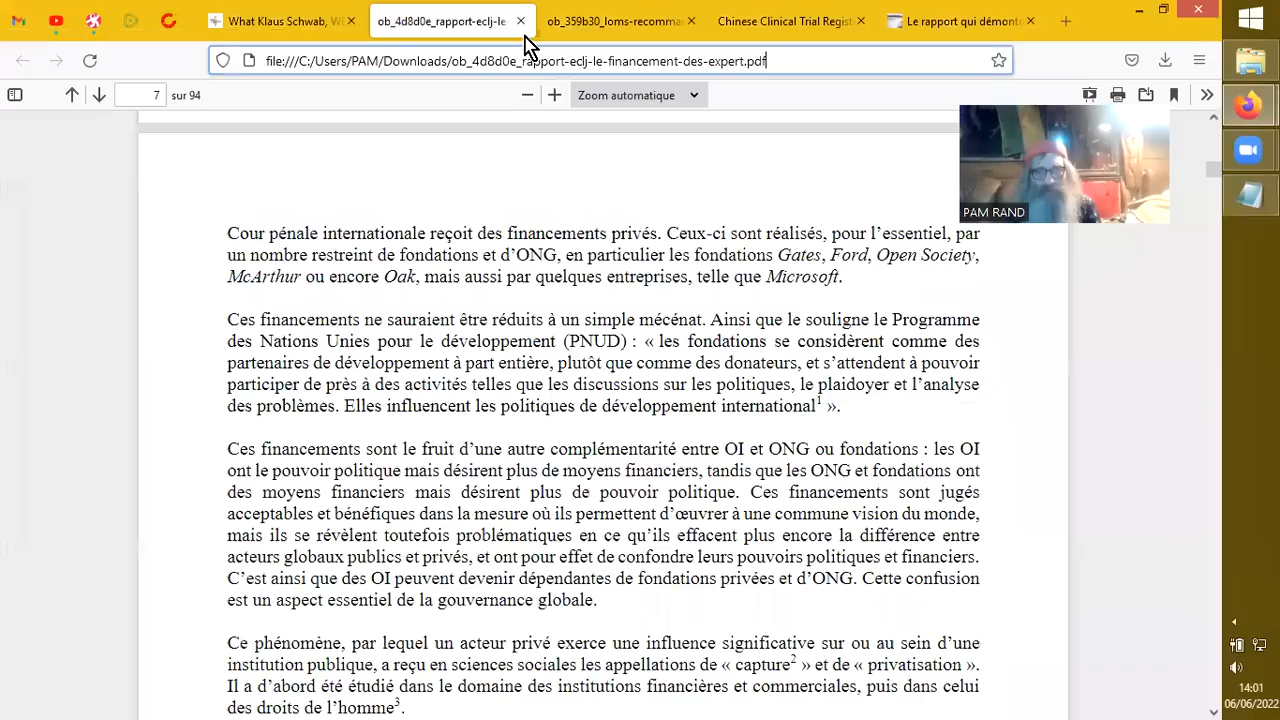 What Klaus Schwab, WE
ob_4d8d0e_rapport-eclj-le-
ob_359b30_loms-recomman
Chinese Clinical Trial Regist
Le rapport qui démontu
file:///C:/Users/PAM/Downloads/ob_4d8d0e_rapport-eclj-le-financement-des-expert.pdf
7 sur 94
Zoom automatique
PAM RAND
Cour pénale internationale reçoit des financements privés. Ceux-ci sont réalisés, pour l’essentiel, par
un nombre restreint de fondations et d’ONG, en particulier les fondations Gates, Ford, Open Society,
McArthur ou encore Oak, mais aussi par quelques entreprises, telle que Microsoft.
Ces financements ne sauraient être réduits à un simple mécénat. Ainsi que le souligne le Programme
des Nations Unies pour le développement (PNUD) : « les fondations se considèrent comme des
partenaires de développement à part entière, plutôt que comme des donateurs, et s’attendent à pouvoir
participer de près à des activités telles que les discussions sur les politiques, le plaidoyer et l’analyse
des problèmes. Elles influencent les politiques de développement international1 ».
Ces financements sont le fruit d’une autre complémentarité entre OI et ONG ou fondations : les OI
ont le pouvoir politique mais désirent plus de moyens financiers, tandis que les ONG et fondations ont
des moyens financiers mais désirent plus de pouvoir politique. Ces financements sont jugés
acceptables et bénéfiques dans la mesure où ils permettent d’œuvrer à une commune vision du monde,
mais ils se révèlent toutefois problématiques en ce qu’ils effacent plus encore la différence entre
acteurs globaux publics et privés, et ont pour effet de confondre leurs pouvoirs politiques et financiers.
C’est ainsi que des OI peuvent devenir dépendantes de fondations privées et d’ONG. Cette confusion
est un aspect essentiel de la gouvernance globale.
Ce phénomène, par lequel un acteur privé exerce une influence significative sur ou au sein d’une
institution publique, a reçu en sciences sociales les appellations de « capture2 » et de « privatisation ».
Il a d’abord été étudié dans le domaine des institutions financières et commerciales, puis dans celui
des droits de l’homme3.
14:01
06/06/2022